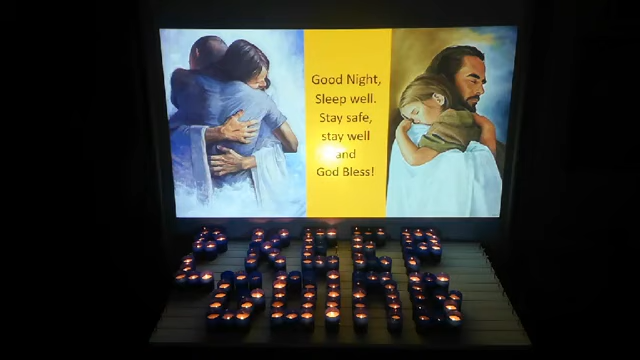 Good Night,
Sleep well.
Stay safe,
stay well
and
God Bless!